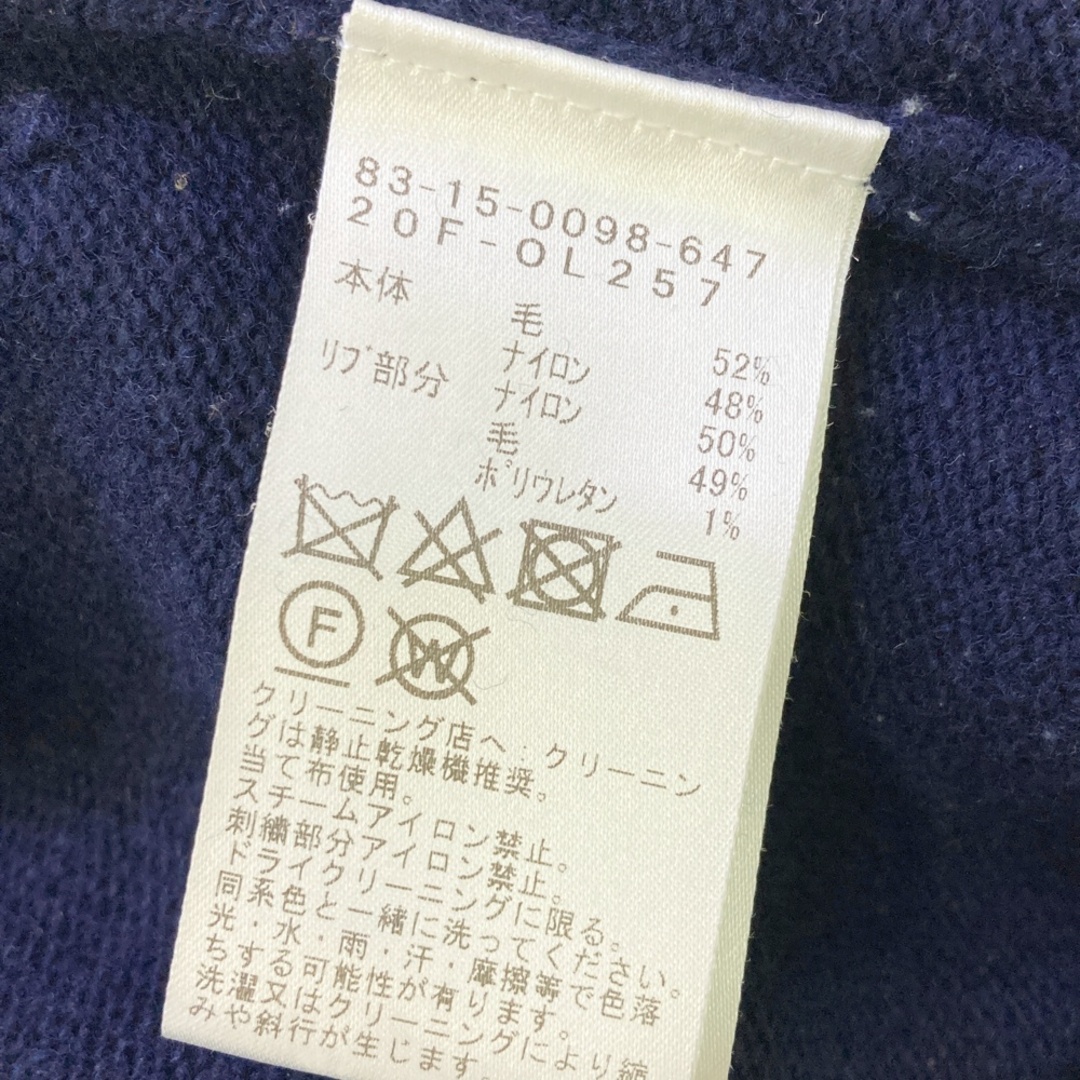 83-15-0098-647
20F-OL257
本体 毛 52%
ナイロン 48%
リブ部分 ナイロン 50%
毛 49%
ポリウレタン 1%
F
W
クリーニング店へ:クリーニン
グは静止乾燥機推奨。
当て布使用。
スチームアイロン禁止。
刺繍部分アイロン禁止。
ドライクリーニングに限る。
同系色と一緒に洗ってください。
光・水・雨・汗・摩擦等で色落
ちする可能性が有ります。
洗濯又はクリーニングにより縮
みや斜行が生じます。